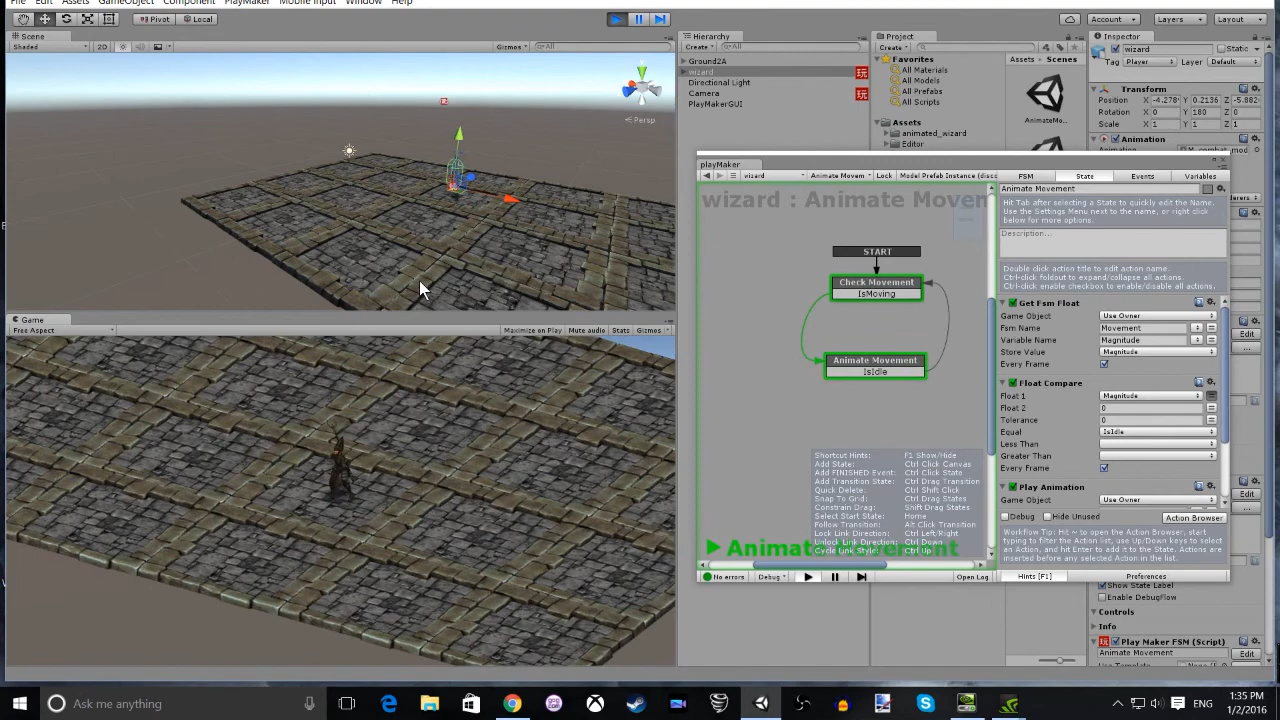 File Edit Assets GameObject Component PlayMaker Mobile Input Window Help
Pivot Local Account Layers Layout
Scene
Shaded 2D Gizmos All
Persp
Game
Free Aspect Maximize on Play Mute audio Stats Gizmos
Hierarchy
Create All
Ground2A
wizard
Directional Light
Camera
PlayMakerGUI
Project
Create
Favorites
All Materials
All Models
All Prefabs
All Scripts
Assets
animated_wizard
Editor
Assets Scenes
AnimateMo...
Inspector
wizard Static
Tag Player Layer Default
Transform
Position X -4.278 Y 0.2136 Z -5.882
Rotation X 0 Y 180 Z 0
Scale X 1 Y 1 Z 1
Animation
playMaker
wizard Animate Movem Lock Model Prefab Instance (disc
wizard : Animate Movem
START
Check Movement
IsMoving
Animate Movement
IsIdle
Shortcut Hints: F1 Show/Hide
Add State: Ctrl Click Canvas
Add FINISHED Event: Ctrl Click State
Add Transition State: Ctrl Drag Transition
Quick Delete: Ctrl Shift Click
Snap To Grid: Ctrl Drag States
Constrain Drag: Shift Drag States
Select Start State: Home
Follow Transition: Alt Click Transition
Lock Link Direction: Ctrl Left/Right
Unlock Link Direction: Ctrl Down
Cycle Link Style: Ctrl Up
Animate Movement
No errors Debug Open Log
FSM State Events Variables
Animate Movement
Hit Tab after selecting a State to quickly edit the Name.
Use the Settings Menu next to the name, or right click
below for more options.
Description...
Double click action title to edit action name.
Ctrl-click foldout to expand/collapse all actions.
Ctrl-click enable checkbox to enable/disable all actions.
Get Fsm Float
Game Object Use Owner
Fsm Name Movement
Variable Name Magnitude
Store Value Magnitude
Every Frame
Float Compare
Float 1 Magnitude
Float 2 0
Tolerance 0
Equal IsIdle
Less Than
Greater Than
Every Frame
Play Animation
Game Object Use Owner
Debug Hide Unused Action Browser
Workflow Tip: Hit ~ to open the Action Browser, start
typing to filter the Action list, use Up/Down keys to select
an Action, and hit Enter to add it to the State. Actions are
inserted before any selected Action in the list.
Hints [F1] Preferences
Edit
Edit
Edit
Show State Label
Enable DebugFlow
Controls
Info
Play Maker FSM (Script)
Animate Movement Edit
Ask me anything
ENG
1:35 PM
1/2/2016